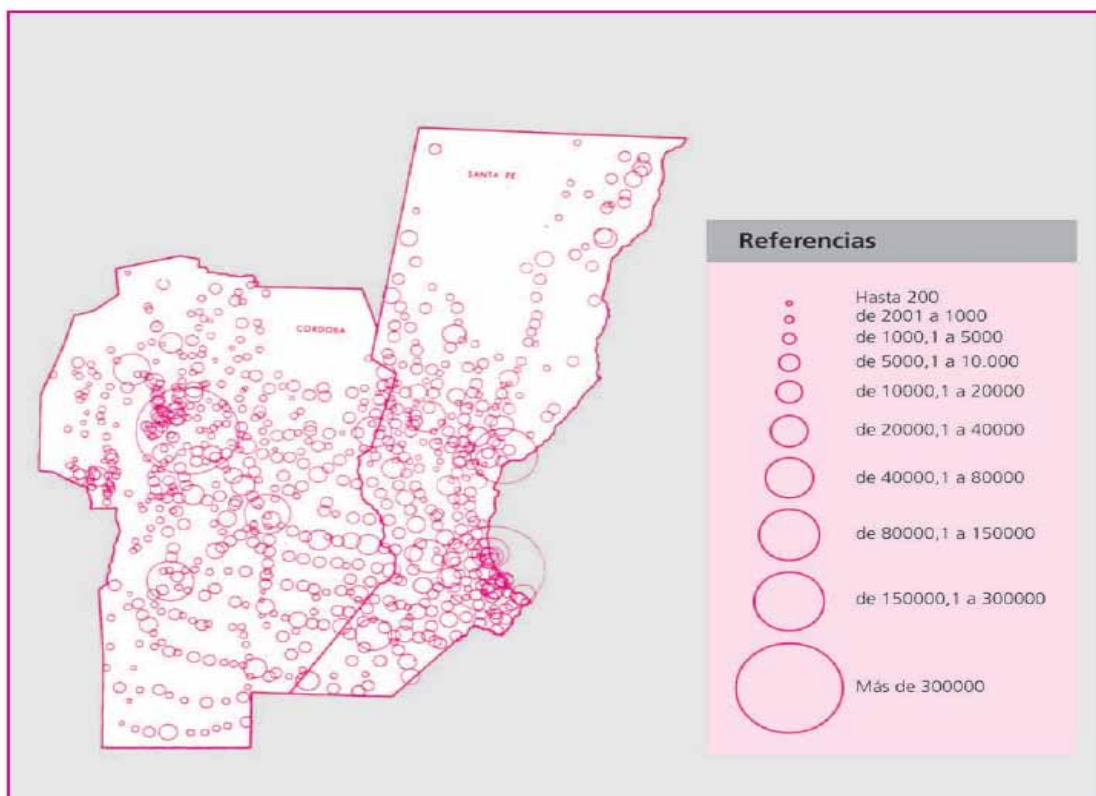 SANTA FE
CORDOBA
Referencias
Hasta 200
de 2001 a 1000
de 1000,1 a 5000
de 5000,1 a 10.000
de 10000,1 a 20000
de 20000,1 a 40000
de 40000,1 a 80000
de 80000,1 a 150000
de 150000,1 a 300000
Más de 300000